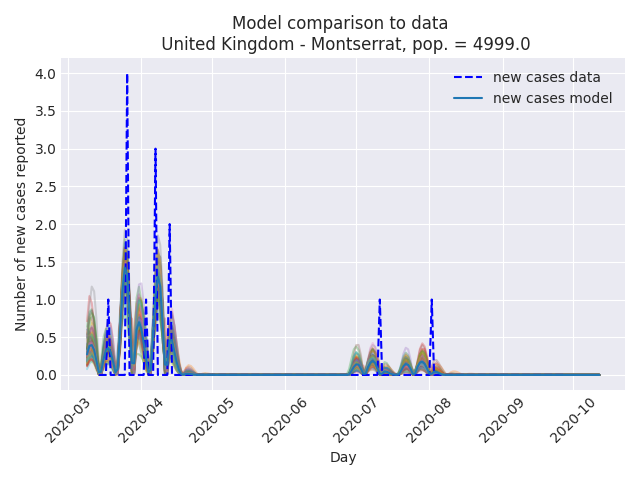 Model comparison to data
United Kingdom - Montserrat, pop. = 4999.0
new cases data
new cases model
Number of new cases reported
4.0
3.5
3.0
2.5
2.0
1.5
1.0
0.5
0.0
2020-03
2020-04
2020-05
2020-06
2020-07
2020-08
2020-09
2020-10
Day